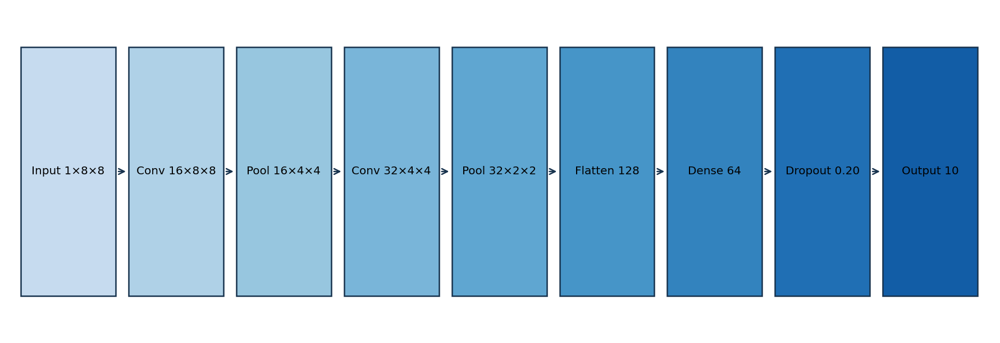 Input 1×8×8
Conv 16×8×8
Pool 16×4×4
Conv 32×4×4
Pool 32×2×2
Flatten 128
Dense 64
Dropout 0.20
Output 10